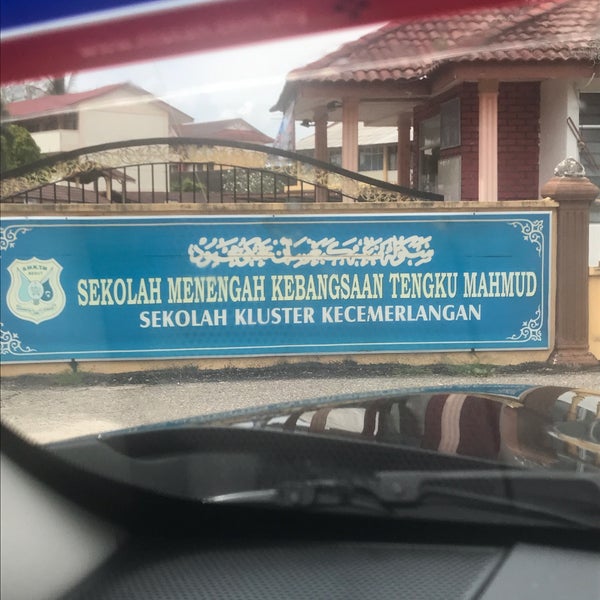 SEKOLAH MENENGAH KEBANGSAAN TENGKU MAHMUD
SEKOLAH KLUSTER KECEMERLANGAN